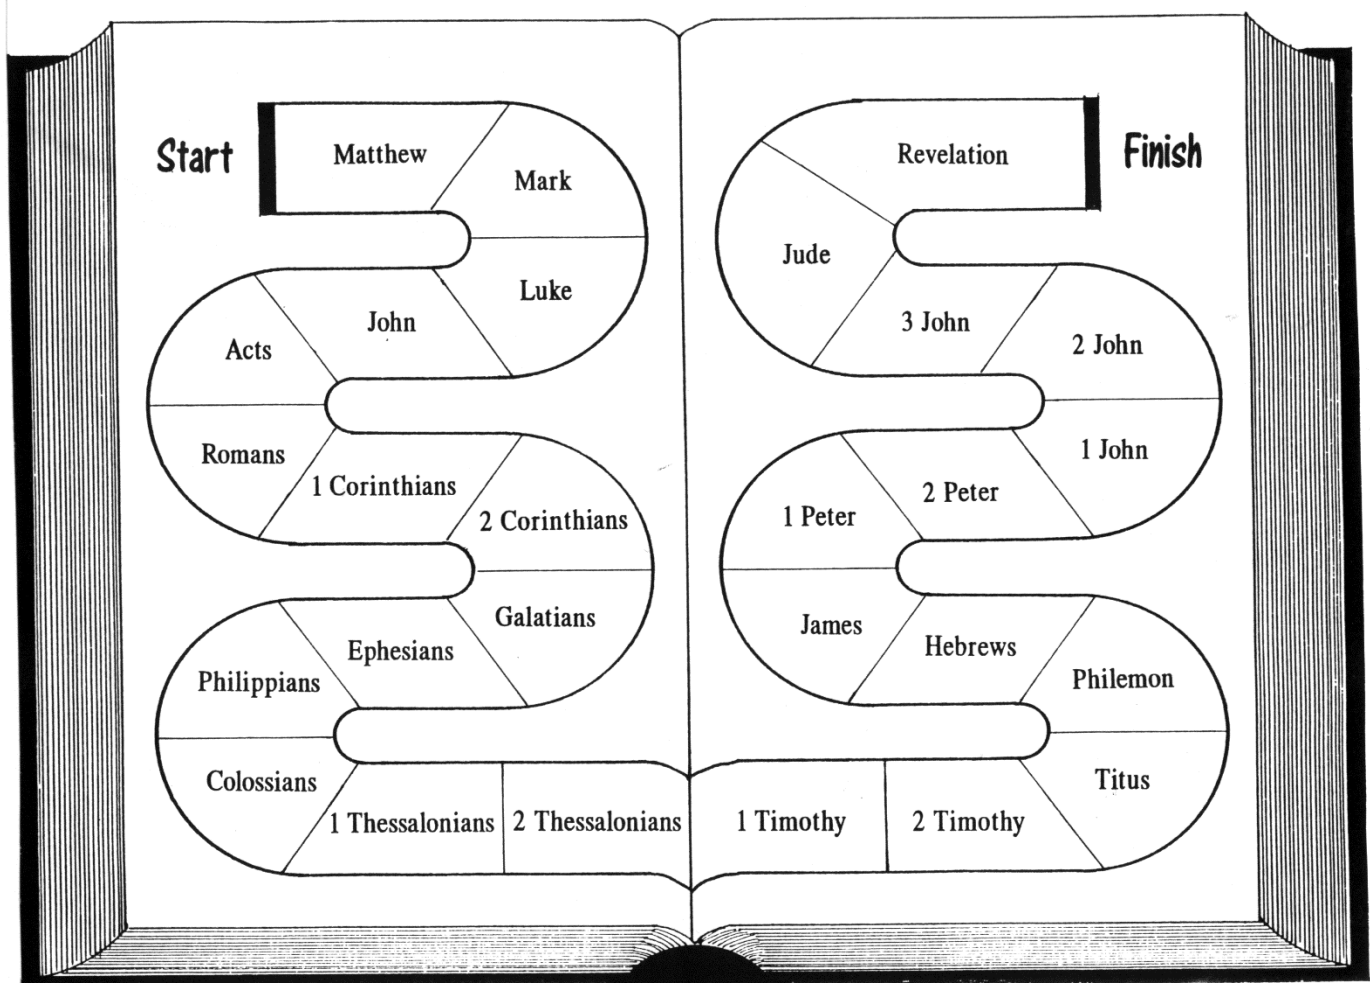 Start
Matthew
Mark
Luke
John
Acts
Romans
1 Corinthians
2 Corinthians
Galatians
Ephesians
Philippians
Colossians
1 Thessalonians
2 Thessalonians
1 Timothy
2 Timothy
Titus
Philemon
Hebrews
James
1 Peter
2 Peter
1 John
2 John
3 John
Jude
Revelation
Finish